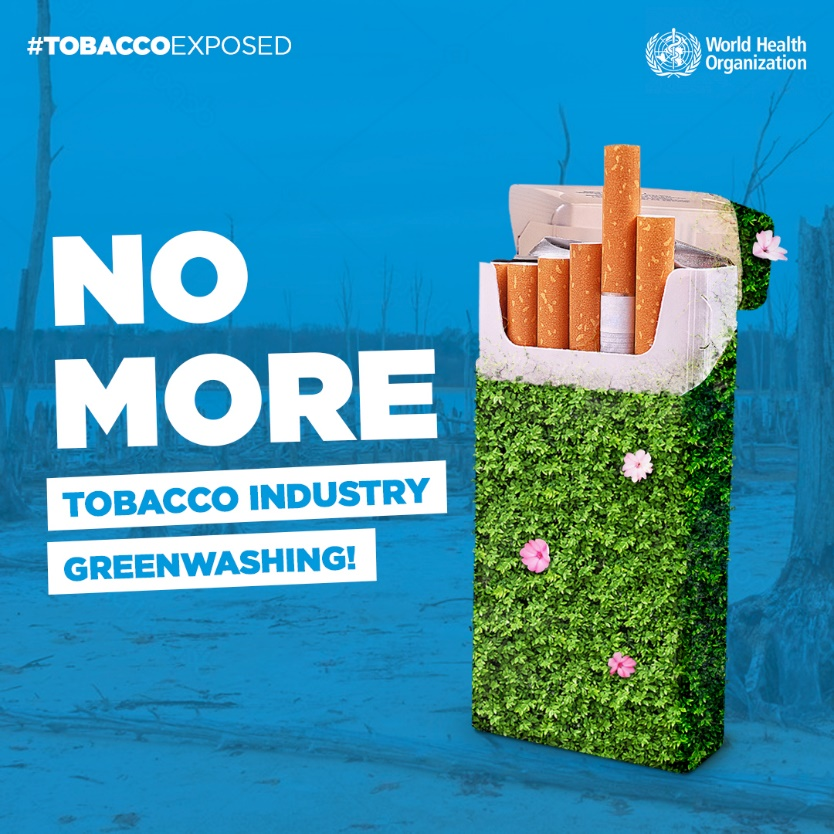 #TOBACCOEXPOSED
World Health
Organization
NO
MORE
TOBACCO INDUSTRY
GREENWASHING!